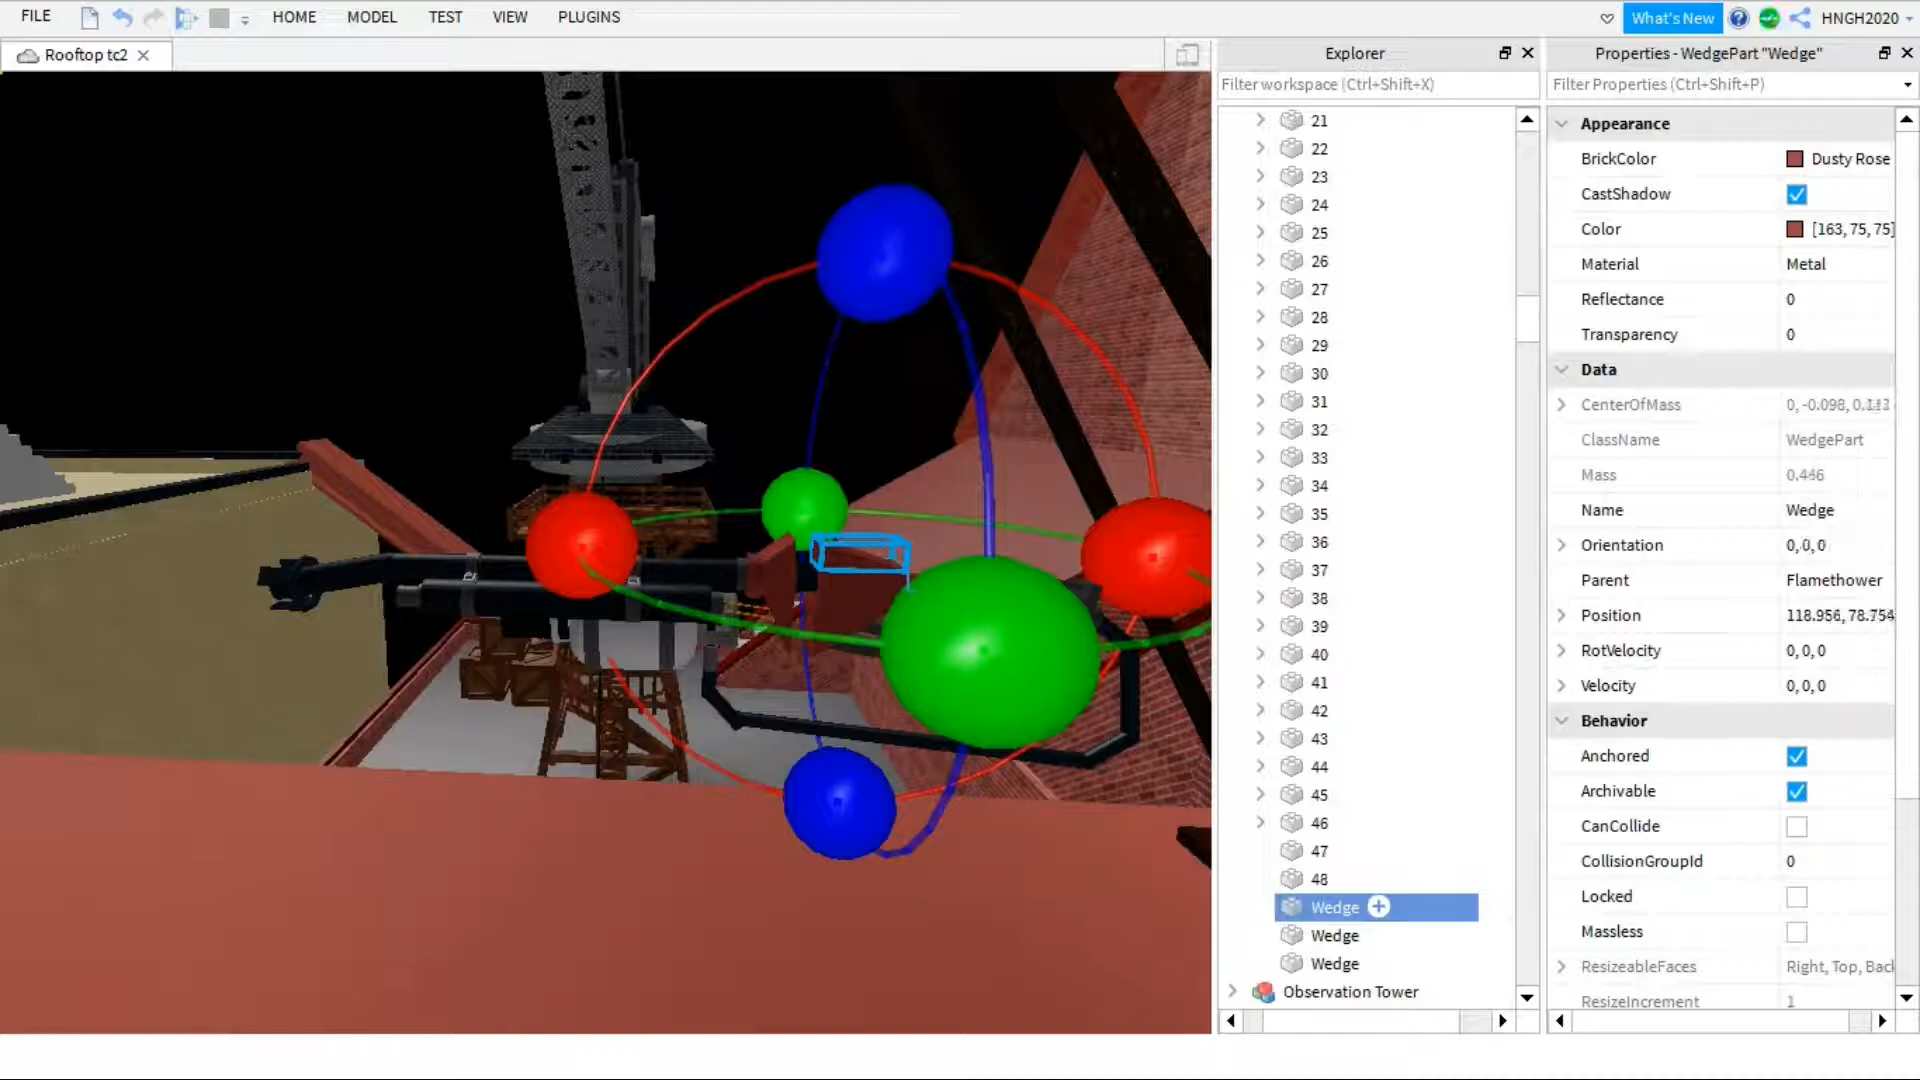 FILE HOME MODEL TEST VIEW PLUGINS What's New HNGH2020
Rooftop tc2
Explorer
Filter workspace (Ctrl+Shift+X)
21
22
23
24
25
26
27
28
29
30
31
32
33
34
35
36
37
38
39
40
41
42
43
44
45
46
47
48
Wedge
Wedge
Wedge
Observation Tower
Properties - WedgePart "Wedge"
Filter Properties (Ctrl+Shift+P)
Appearance
BrickColor Dusty Rose
CastShadow
Color [163, 75, 75]
Material Metal
Reflectance 0
Transparency 0
Data
CenterOfMass 0, -0.098, 
ClassName WedgePart
Mass 0.446
Name Wedge
Orientation 0, 0, 0
Parent Flamethower
Position 118.956, 78.754
RotVelocity 0, 0, 0
Velocity 0, 0, 0
Behavior
Anchored
Archivable
CanCollide
CollisionGroupId 0
Locked
Massless
ResizeableFaces Right, Top, Back
ResizeIncrement 1